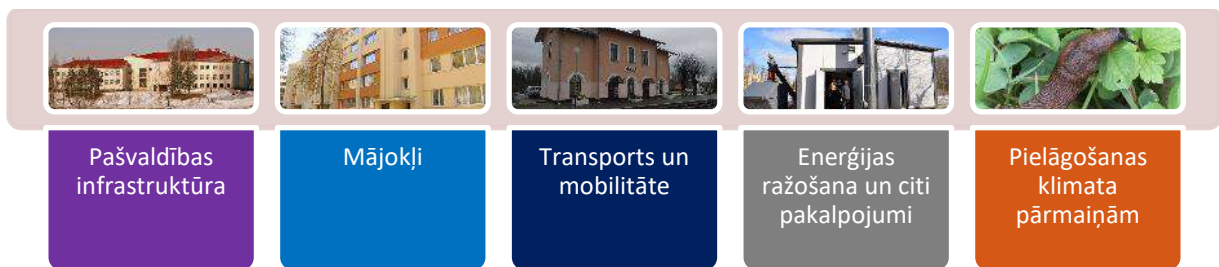 Pašvaldības
infrastruktūra
Mājokļi
Transports un
mobilitāte
Enerģijas
ražošana un citi
pakalpojumi
Pielāgošanas
klimata
pārmaiņām